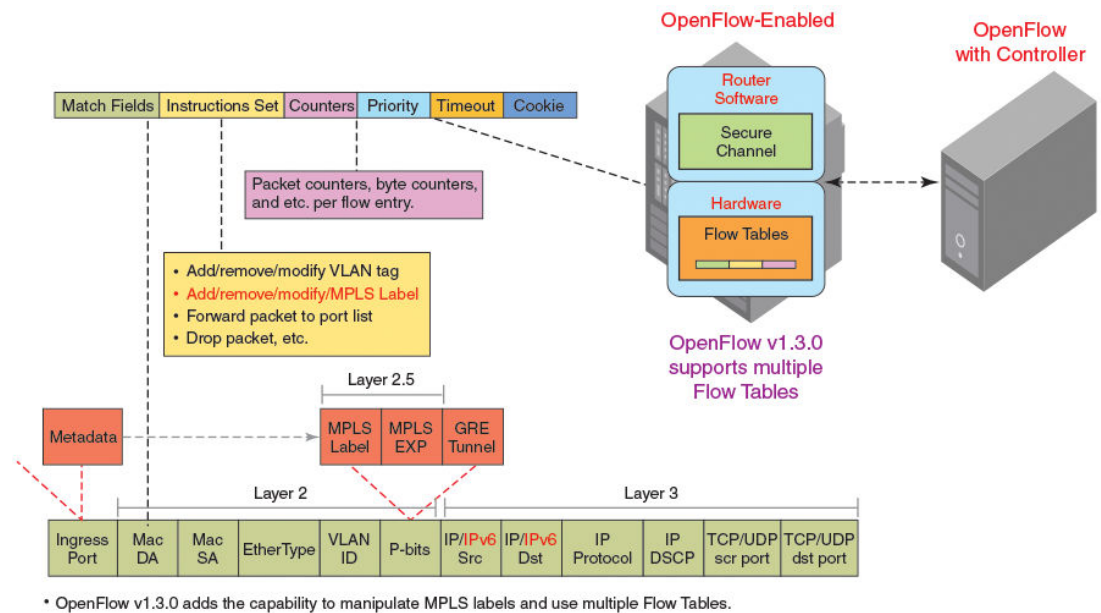 OpenFlow-Enabled
OpenFlow
with Controller
Router
Software
Secure
Channel
Hardware
Flow Tables
OpenFlow v1.3.0
supports multiple
Flow Tables
Match Fields
Instructions Set
Counters
Priority
Timeout
Cookie
Packet counters, byte counters,
and etc. per flow entry.
• Add/remove/modify VLAN tag
• Add/remove/modify/MPLS Label
• Forward packet to port list
• Drop packet, etc.
Layer 2.5
Metadata
MPLS
Label
MPLS
EXP
GRE
Tunnel
Layer 2
Layer 3
Ingress
Port
Mac
DA
Mac
SA
EtherType
VLAN
ID
P-bits
IP/IPv6
Src
IP/IPv6
Dst
IP
Protocol
IP
DSCP
TCP/UDP
scr port
TCP/UDP
dst port
• OpenFlow v1.3.0 adds the capability to manipulate MPLS labels and use multiple Flow Tables.